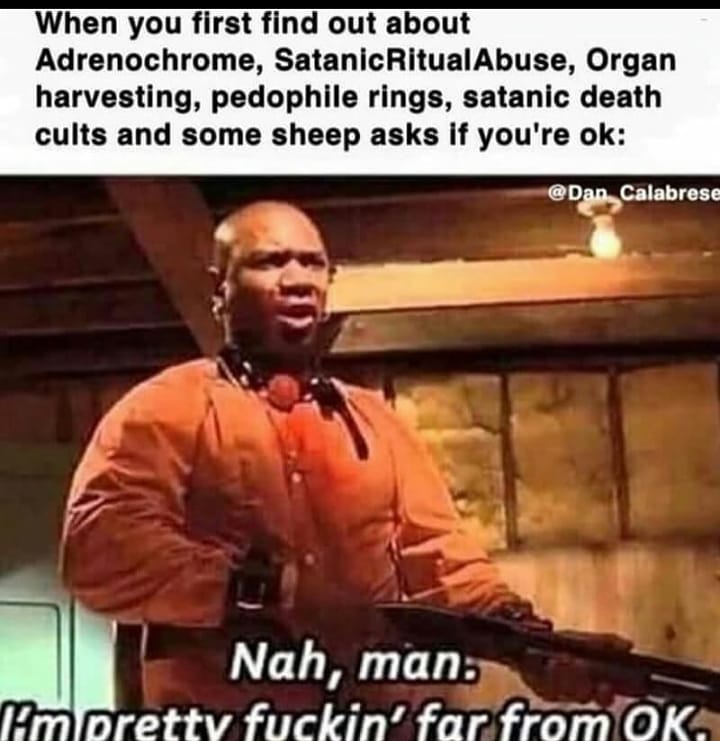 When you first find out about
Adrenochrome, SatanicRitualAbuse, Organ
harvesting, pedophile rings, satanic death
cults and some sheep asks if you're ok:
@Dan_Calabrese
Nah, man.
I'm pretty fuckin' far from OK.